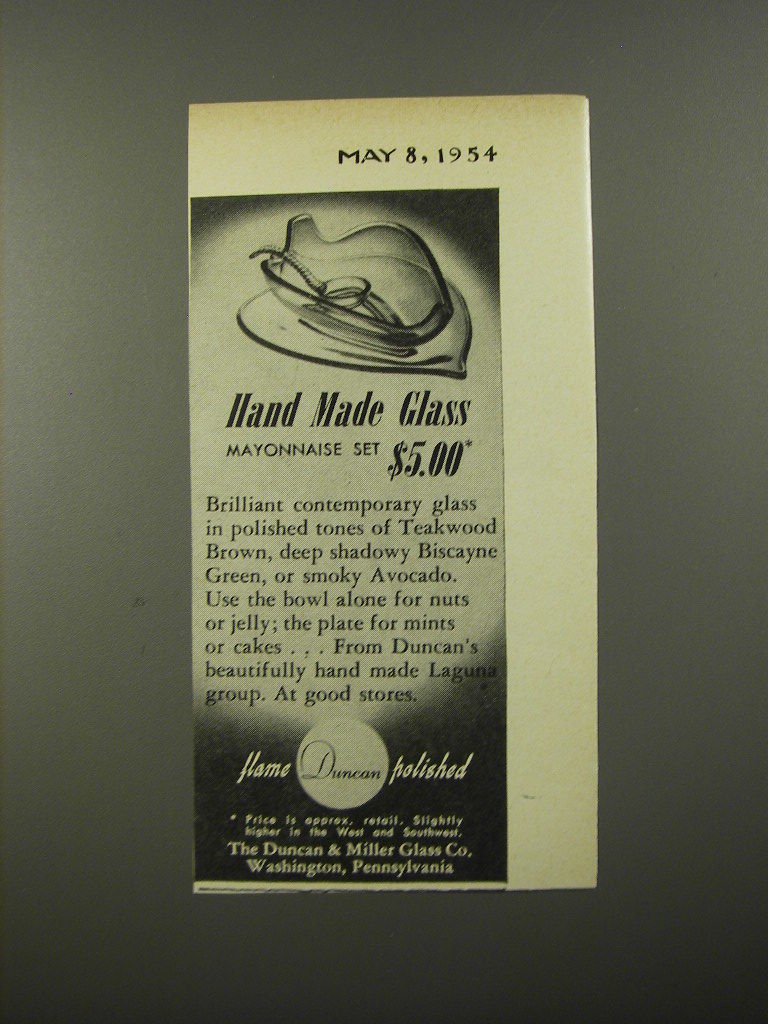 MAY 8, 1954
Hand Made Glass
MAYONNAISE SET $5.00*
Brilliant contemporary glass
in polished tones of Teakwood
Brown, deep shadowy Biscayne
Green, or smoky Avocado.
Use the bowl alone for nuts
or jelly; the plate for mints
or cakes . . . From Duncan's
beautifully hand made Laguna
group. At good stores.
flame Duncan polished
* Price is approx. retail. Slightly
higher in the West and Southwest.
The Duncan & Miller Glass Co.
Washington, Pennsylvania